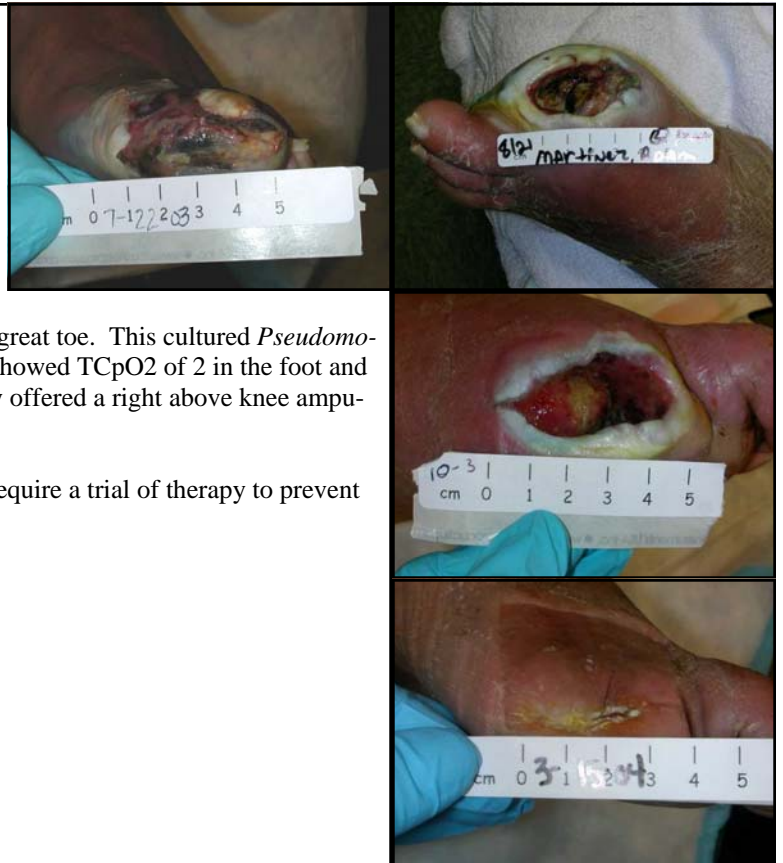 7-22 03
m 0 1 2 3 4 5
8/21
MArtinez,
great toe. This cultured Pseudomo-
howed TCpO2 of 2 in the foot and
offered a right above knee ampu-
equire a trial of therapy to prevent
10-3
cm 0 1 2 3 4 5
3-15-04
cm 0 1 2 3 4 5